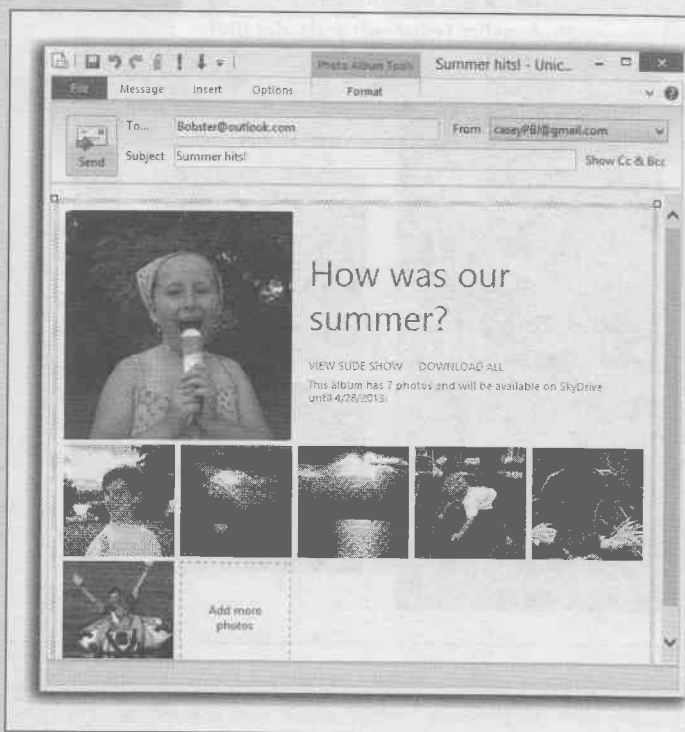 Photo Album Tools
Summer hits! - Unic...
File
Message
Insert
Options
Format
To...
Bobster@outlook.com
From
caseyPBJ@gmail.com
Send
Subject
Summer hits!
Show Cc & Bcc
How was our
summer?
VIEW SLIDE SHOW
DOWNLOAD ALL
This album has 7 photos and will be available on SkyDrive
until 4/28/2013.
Add more
photos